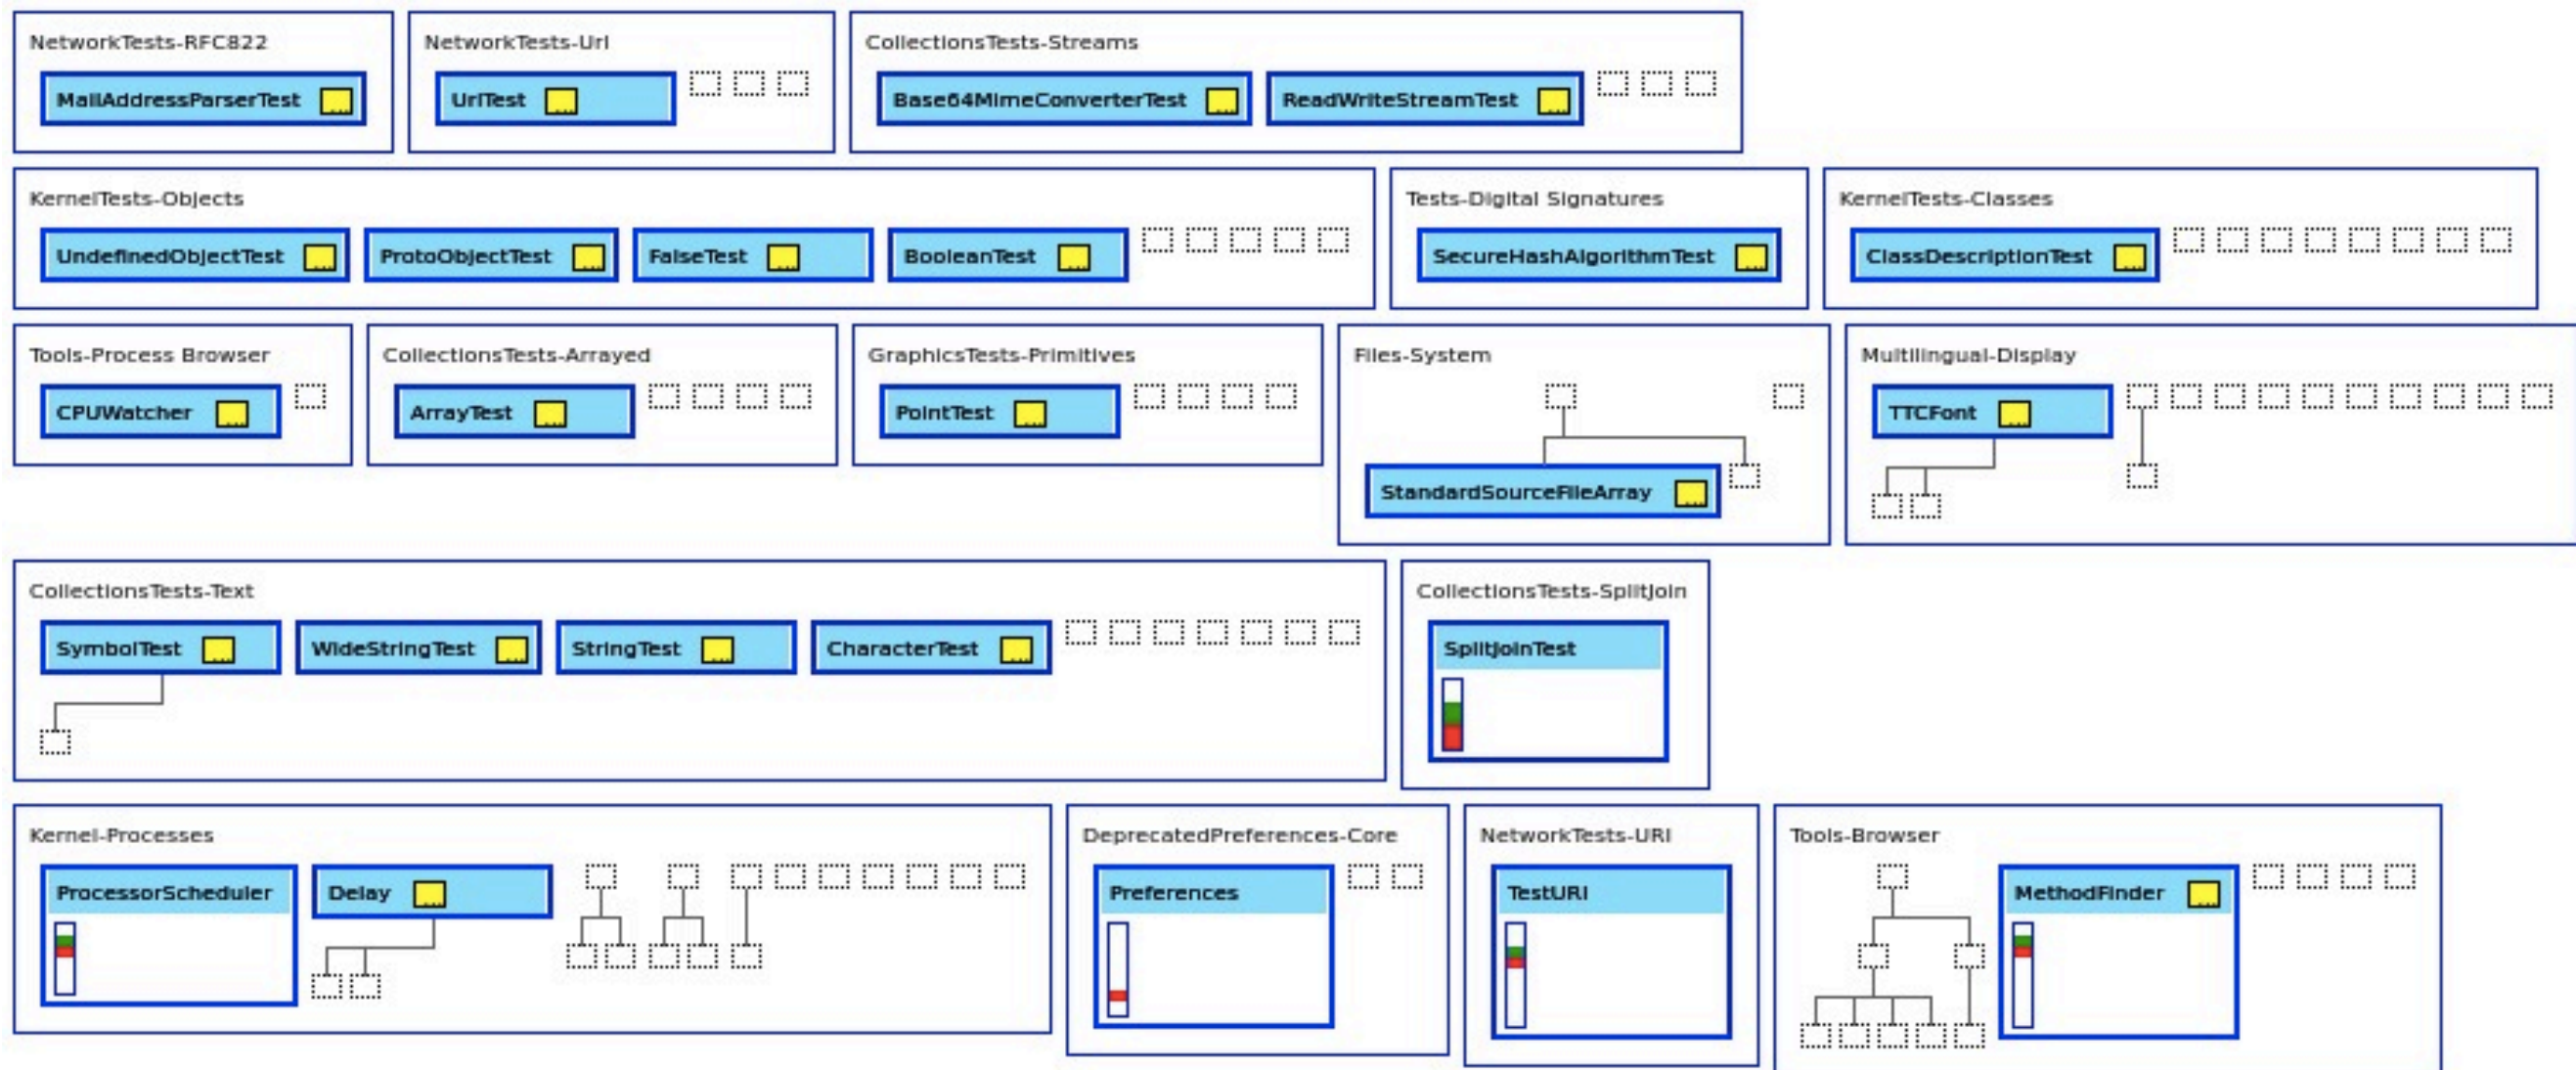 NetworkTests-RFC822
NetworkTests-Url
CollectionsTests-Streams
MailAddressParserTest
UrlTest
Base64MimeConverterTest
ReadWriteStreamTest
KernelTests-Objects
Tests-Digital Signatures
KernelTests-Classes
UndefinedObjectTest
ProtoObjectTest
FalseTest
BooleanTest
SecureHashAlgorithmTest
ClassDescriptionTest
Tools-Process Browser
CollectionsTests-Arrayed
GraphicsTests-Primitives
Files-System
Multilingual-Display
CPUWatcher
ArrayTest
PointTest
TTCFont
StandardSourceFileArray
CollectionsTests-Text
CollectionsTests-SplitJoin
SymbolTest
WideStringTest
StringTest
CharacterTest
SplitJoinTest
Kernel-Processes
DeprecatedPreferences-Core
NetworkTests-URI
Tools-Browser
ProcessorScheduler
Delay
Preferences
TestURI
MethodFinder